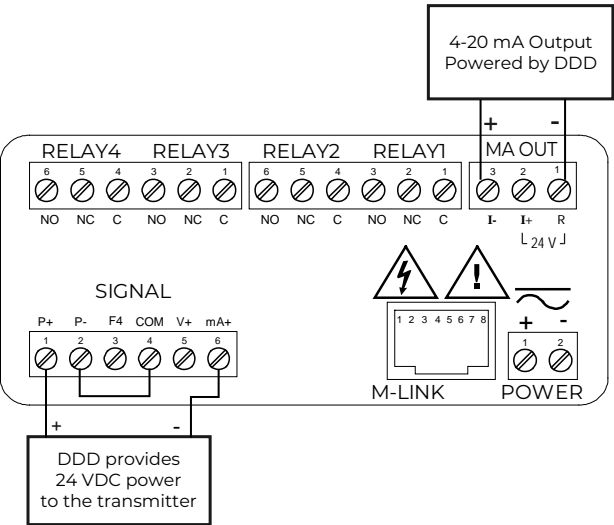 4-20 mA Output
Powered by DDD
+ -
RELAY4 RELAY3 RELAY2 RELAY1 MA OUT
6 5 4 3 2 1 6 5 4 3 2 1 3 2 1
NO NC C NO NC C NO NC C NO NC C I- I+ R
24 V
SIGNAL
P+ P- F4 COM V+ mA+
1 2 3 4 5 6
!
1 2 3 4 5 6 7 8
M-LINK
+ -
1 2
POWER
+ -
DDD provides
24 VDC power
to the transmitter